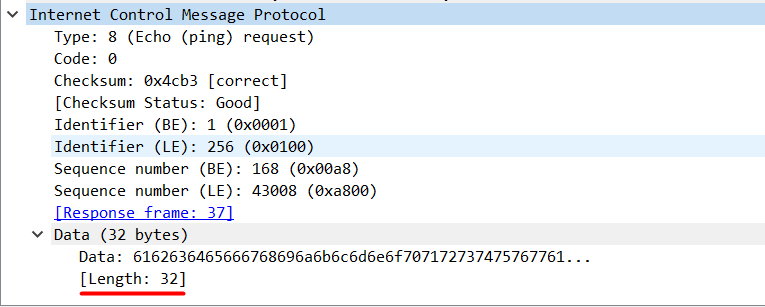 Internet Control Message Protocol
Type: 8 (Echo (ping) request)
Code: 0
Checksum: 0x4cb3 [correct]
[Checksum Status: Good]
Identifier (BE): 1 (0x0001)
Identifier (LE): 256 (0x0100)
Sequence number (BE): 168 (0x00a8)
Sequence number (LE): 43008 (0xa800)
[Response frame: 37]
Data (32 bytes)
Data: 6162636465666768696a6b6c6d6e6f707172737475767761...
[Length: 32]